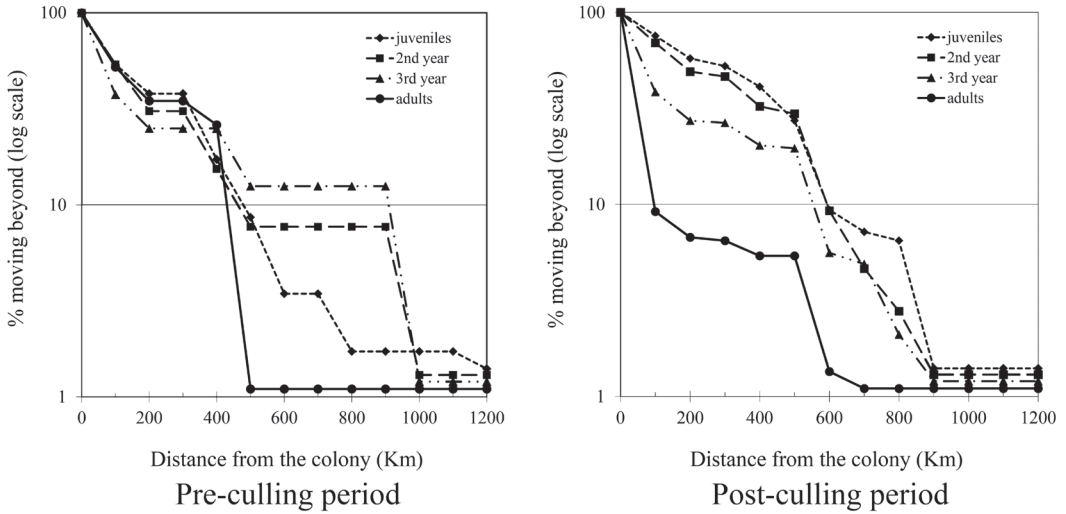 100
10
1
% moving beyond (log scale)
juveniles
2nd year
3rd year
adults
0 200 400 600 800 1000 1200
Distance from the colony (Km)
Pre-culling period
100
10
1
% moving beyond (log scale)
juveniles
2nd year
3rd year
adults
0 200 400 600 800 1000 1200
Distance from the colony (Km)
Post-culling period